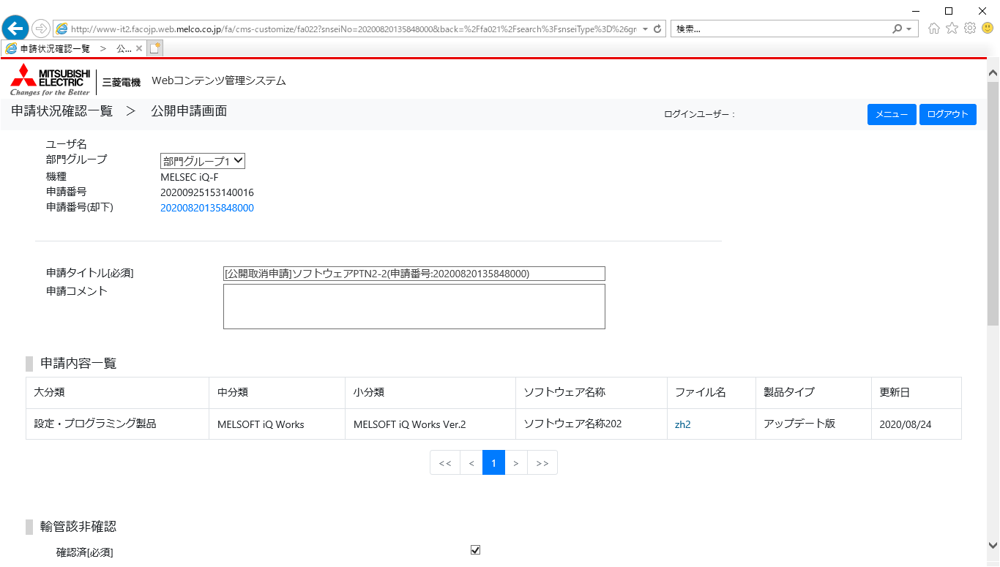 http://www-it2.facojp.web.melco.co.jp/fa/cms-customize/fa022?snseiNo=20200820135848000&back=%2Ffa021%2Fsearch%3FsnseiType%3D%26gr
検索...
申請状況確認一覧 > 公...
MITSUBISHI ELECTRIC
Changes for the Better
三菱電機 Webコンテンツ管理システム
申請状況確認一覧 > 公開申請画面
ログインユーザー：
メニュー
ログアウト
ユーザ名
部門グループ 部門グループ1
機種 MELSEC iQ-F
申請番号 20200925153140016
申請番号(却下) 20200820135848000
申請タイトル[必須] [公開取消申請]ソフトウェアPTN2-2(申請番号:20200820135848000)
申請コメント
申請内容一覧
大分類 中分類 小分類 ソフトウェア名称 ファイル名 製品タイプ 更新日
設定・プログラミング製品 MELSOFT iQ Works MELSOFT iQ Works Ver.2 ソフトウェア名称202 zh2 アップデート版 2020/08/24
<< < 1 > >>
輸管該非確認
確認済[必須]